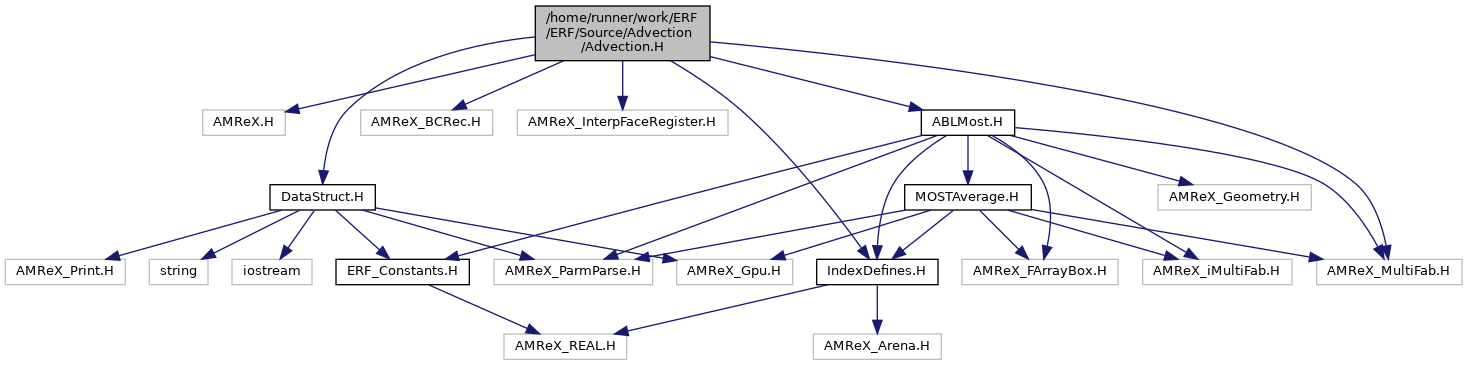 /home/runner/work/ERF
/ERF/Source/Advection
/Advection.H
AMReX.H
AMReX_BCRec.H
AMReX_InterpFaceRegister.H
ABLMost.H
DataStruct.H
MOSTAverage.H
AMReX_Geometry.H
AMReX_Print.H
string
iostream
ERF_Constants.H
AMReX_ParmParse.H
AMReX_Gpu.H
IndexDefines.H
AMReX_FArrayBox.H
AMReX_iMultiFab.H
AMReX_MultiFab.H
AMReX_REAL.H
AMReX_Arena.H